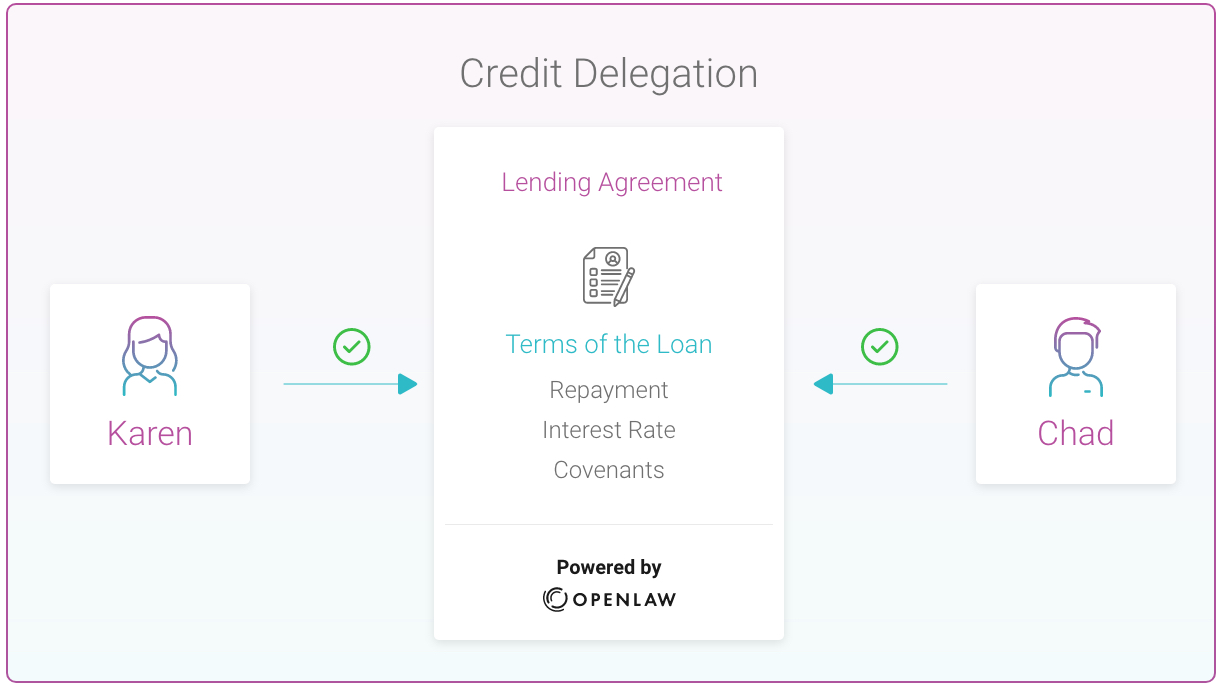 Credit Delegation
Lending Agreement
Terms of the Loan
Repayment
Interest Rate
Covenants
Karen
Chad
Powered by
OPENLAW